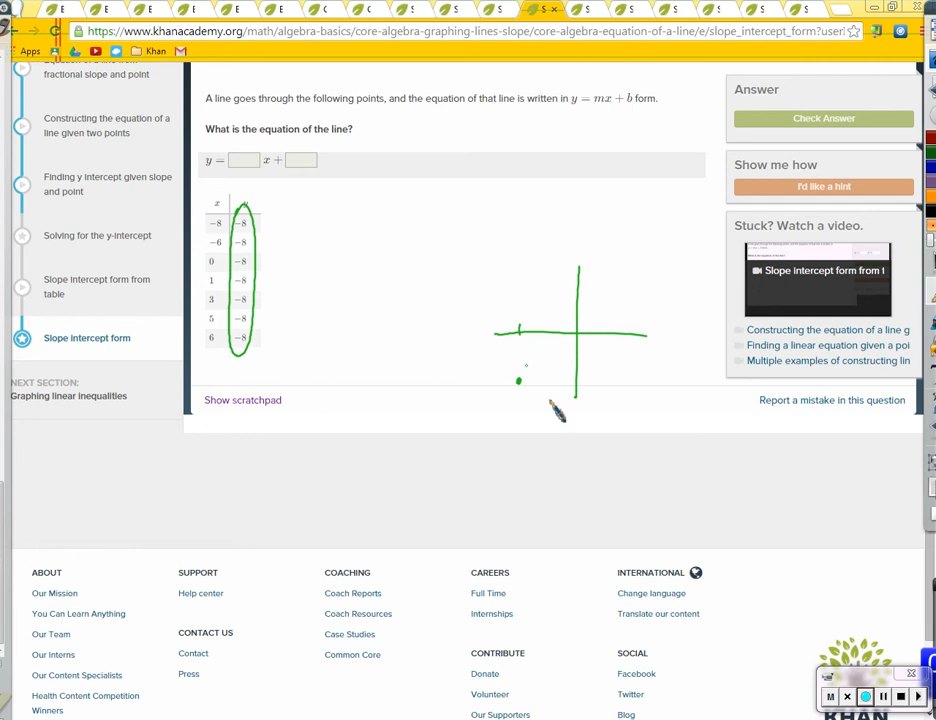 E E E E E C C S S S S S S S S S S S
https://www.khanacademy.org/math/algebra-basics/core-algebra-graphing-lines-slope/core-algebra-equation-of-a-line/e/slope_intercept_form?user
Apps Khan
fractional slope and point
Constructing the equation of a
line given two points
Finding y intercept given slope
and point
Solving for the y-intercept
Slope intercept form from
table
Slope intercept form
NEXT SECTION:
Graphing linear inequalities
A line goes through the following points, and the equation of that line is written in y = mx + b form.
What is the equation of the line?
y = x +
x y
−8 −8
−6 −8
0 −8
1 −8
3 −8
5 −8
6 −8
Show scratchpad
Report a mistake in this question
Answer
Check Answer
Show me how
I'd like a hint
Stuck? Watch a video.
Slope intercept form from t
Constructing the equation of a line g
Finding a linear equation given a poi
Multiple examples of constructing lin
ABOUT
Our Mission
You Can Learn Anything
Our Team
Our Interns
Our Content Specialists
Health Content Competition
Winners
SUPPORT
Help center
CONTACT US
Contact
Press
COACHING
Coach Reports
Coach Resources
Case Studies
Common Core
CAREERS
Full Time
Internships
CONTRIBUTE
Donate
Volunteer
Our Supporters
INTERNATIONAL
Change language
Translate our content
SOCIAL
Facebook
Twitter
Blog
M
KHAN